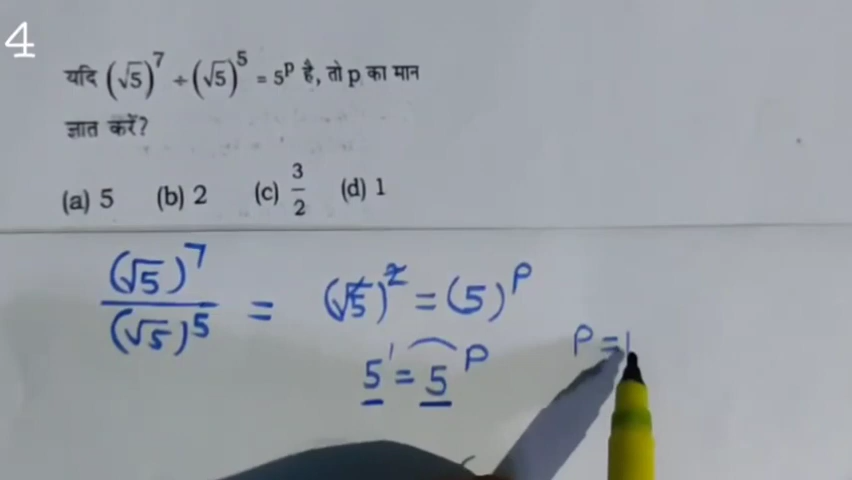 4
यदि (√5)⁷ ÷ (√5)⁵ = 5ᵖ है, तो p का मान
ज्ञात करें?
(a) 5 (b) 2 (c) 3/2 (d) 1
(√5)⁷/(√5)⁵ = (√5)² = (5)ᵖ
5¹ = 5ᵖ P = 1